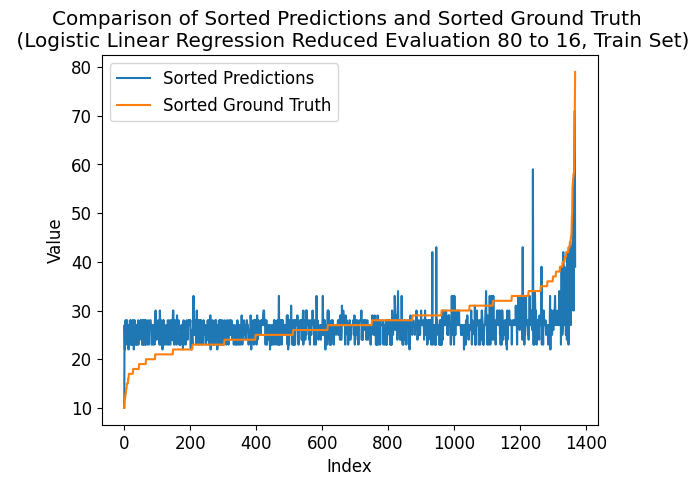 Comparison of Sorted Predictions and Sorted Ground Truth
(Logistic Linear Regression Reduced Evaluation 80 to 16, Train Set)
Sorted Predictions
Sorted Ground Truth
80
70
60
50
40
30
20
10
Value
0 200 400 600 800 1000 1200 1400
Index